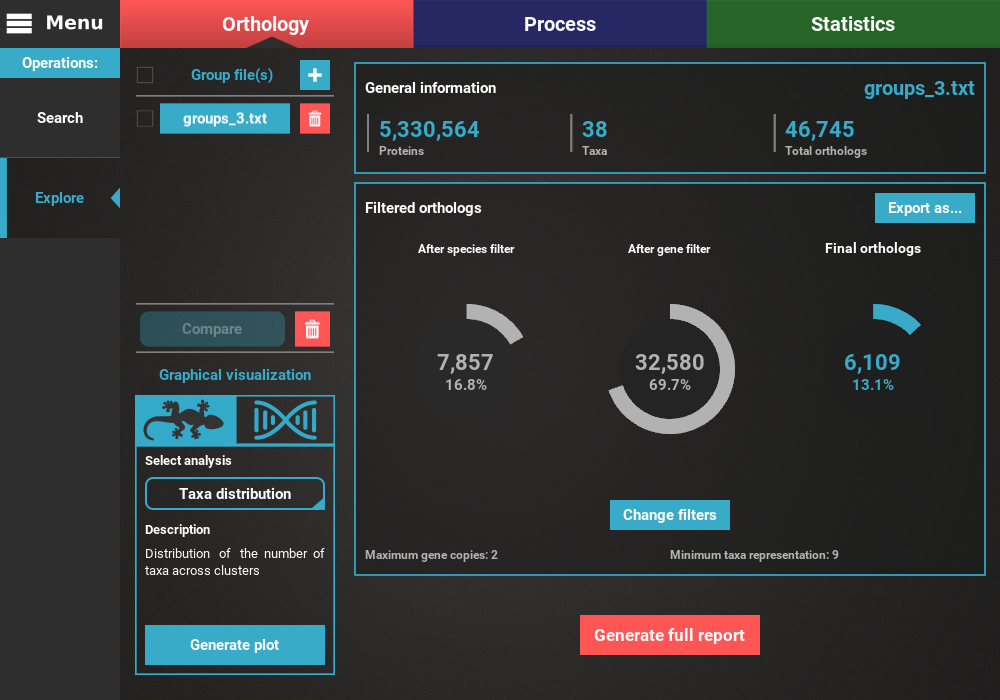 Menu
Orthology
Process
Statistics
Operations:
Search
Explore
Group file(s)
groups_3.txt
Compare
Graphical visualization
Select analysis
Taxa distribution
Description
Distribution of the number of
taxa across clusters
Generate plot
General information
groups_3.txt
5,330,564
Proteins
38
Taxa
46,745
Total orthologs
Filtered orthologs
Export as...
After species filter
7,857
16.8%
After gene filter
32,580
69.7%
Final orthologs
6,109
13.1%
Change filters
Maximum gene copies: 2
Minimum taxa representation: 9
Generate full report